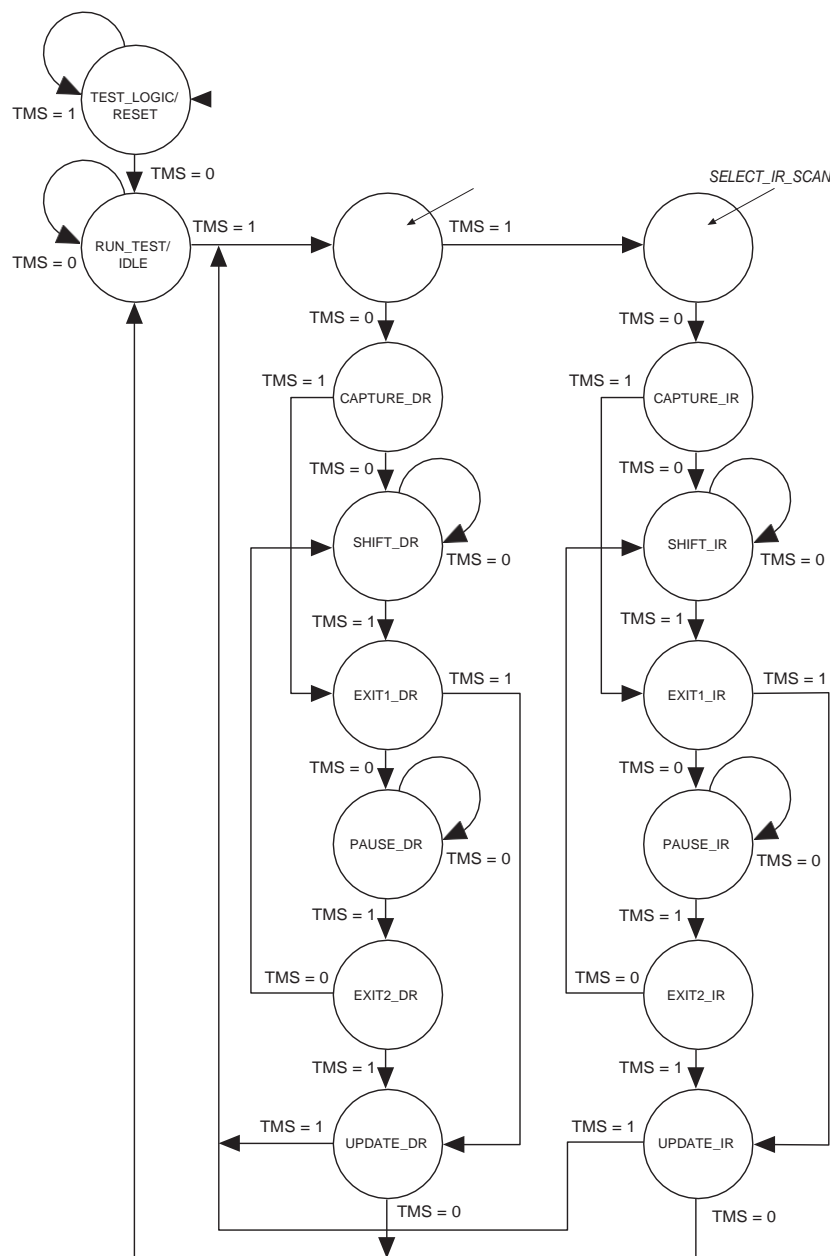 TEST_LOGIC/
RESET
TMS = 1
TMS = 0
SELECT_IR_SCAN
RUN_TEST/
IDLE
TMS = 0
TMS = 1
TMS = 1
TMS = 0
TMS = 0
TMS = 1
CAPTURE_DR
TMS = 1
CAPTURE_IR
TMS = 0
TMS = 0
SHIFT_DR
TMS = 0
SHIFT_IR
TMS = 0
TMS = 1
TMS = 1
EXIT1_DR
TMS = 1
EXIT1_IR
TMS = 1
TMS = 0
TMS = 0
PAUSE_DR
TMS = 0
PAUSE_IR
TMS = 0
TMS = 1
TMS = 1
TMS = 0
EXIT2_DR
TMS = 0
EXIT2_IR
TMS = 1
TMS = 1
TMS = 1
UPDATE_DR
TMS = 1
UPDATE_IR
TMS = 0
TMS = 0